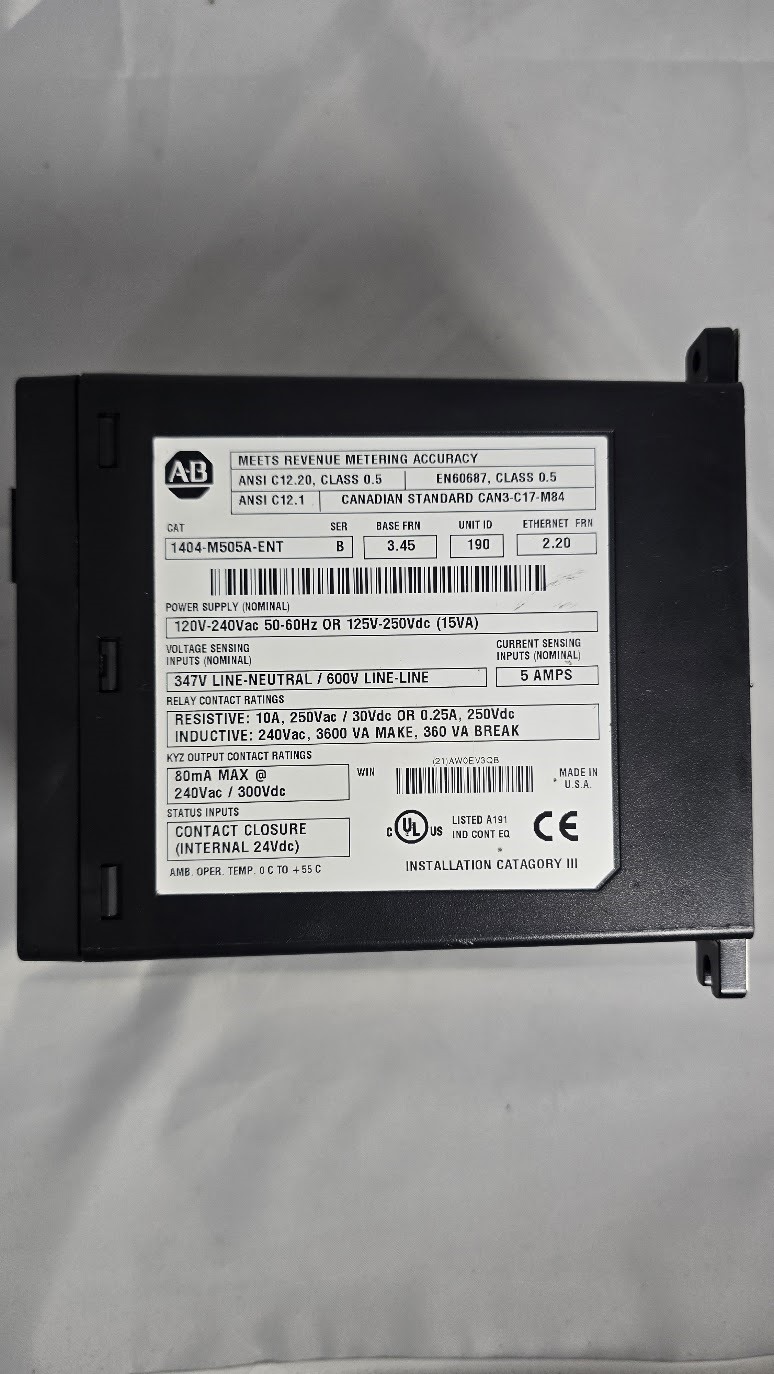 A-B
MEETS REVENUE METERING ACCURACY
ANSI C12.20, CLASS 0.5 EN60687, CLASS 0.5
ANSI C12.1 CANADIAN STANDARD CAN3-C17-M84
CAT SER BASE FRN UNIT ID ETHERNET FRN
1404-M505A-ENT B 3.45 190 2.20
POWER SUPPLY (NOMINAL)
120V-240Vac 50-60Hz OR 125V-250Vdc (15VA)
VOLTAGE SENSING
INPUTS (NOMINAL)
CURRENT SENSING
INPUTS (NOMINAL)
347V LINE-NEUTRAL / 600V LINE-LINE 5 AMPS
RELAY CONTACT RATINGS
RESISTIVE: 10A, 250Vac / 30Vdc OR 0.25A, 250Vdc
INDUCTIVE: 240Vac, 3600 VA MAKE, 360 VA BREAK
KYZ OUTPUT CONTACT RATINGS
80mA MAX @
240Vac / 300Vdc
WIN
(21)AW0EV3QB
MADE IN
U.S.A.
STATUS INPUTS
CONTACT CLOSURE
(INTERNAL 24Vdc)
C UL US
LISTED A191
IND CONT EQ
CE
AMB. OPER. TEMP. 0 C TO +55 C
INSTALLATION CATAGORY III